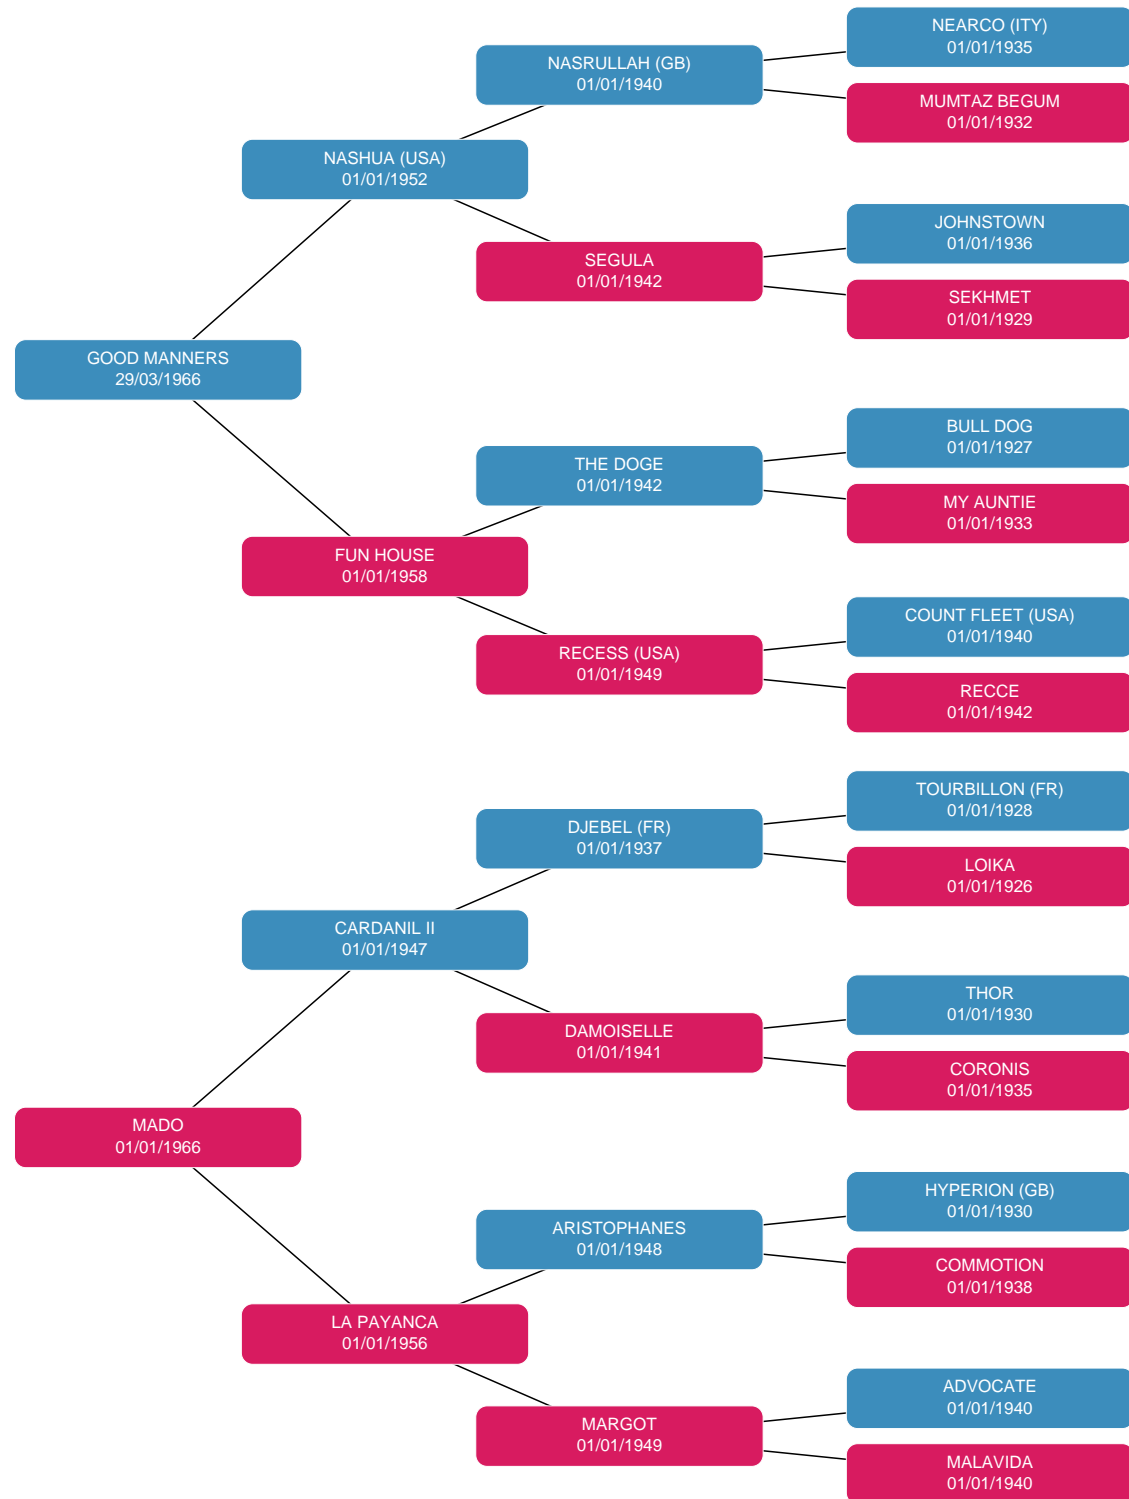 NEARCO (ITY)
01/01/1935
NASRULLAH (GB)
01/01/1940
MUMTAZ BEGUM
01/01/1932
NASHUA (USA)
01/01/1952
JOHNSTOWN
01/01/1936
SEGULA
01/01/1942
SEKHMET
01/01/1929
GOOD MANNERS
29/03/1966
BULL DOG
01/01/1927
THE DOGE
01/01/1942
MY AUNTIE
01/01/1933
FUN HOUSE
01/01/1958
COUNT FLEET (USA)
01/01/1940
RECESS (USA)
01/01/1949
RECCE
01/01/1942
TOURBILLON (FR)
01/01/1928
DJEBEL (FR)
01/01/1937
LOIKA
01/01/1926
CARDANIL II
01/01/1947
THOR
01/01/1930
DAMOISELLE
01/01/1941
CORONIS
01/01/1935
MADO
01/01/1966
HYPERION (GB)
01/01/1930
ARISTOPHANES
01/01/1948
COMMOTION
01/01/1938
LA PAYANCA
01/01/1956
ADVOCATE
01/01/1940
MARGOT
01/01/1949
MALAVIDA
01/01/1940